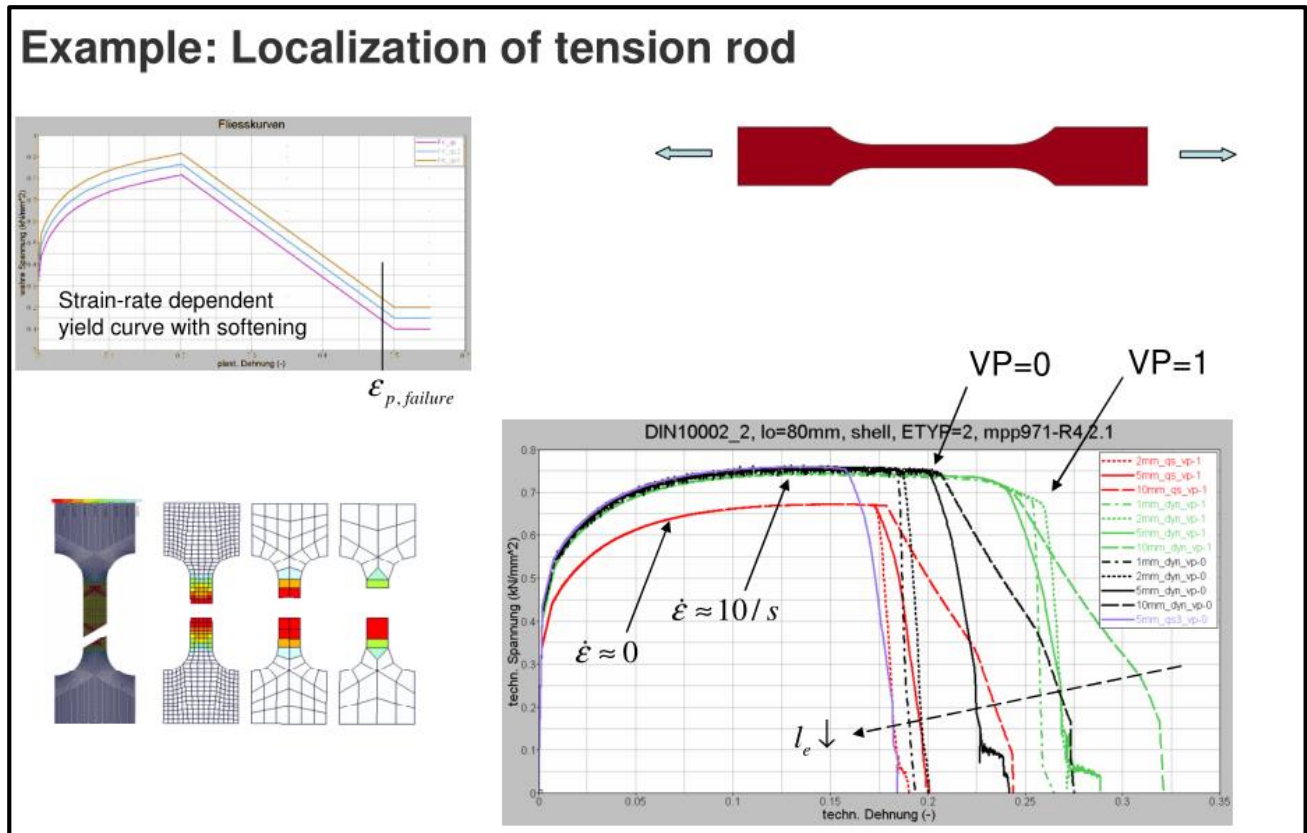 Example: Localization of tension rod
Fliesskurven
wahre Spannung (kN/mm^2)
Strain-rate dependent
yield curve with softening
plast. Dehnung (-)
ε p, failure
VP=0
VP=1
DIN10002_2, lo=80mm, shell, ETYP=2, mpp971-R4.2.1
techn. Spannung (kN/mm^2)
0.8
0.7
0.6
0.5
0.4
0.3
0.2
0.1
0
2mm_qs_vp-1
5mm_qs_vp-1
10mm_qs_vp-1
1mm_dyn_vp-1
2mm_dyn_vp-1
5mm_dyn_vp-1
10mm_dyn_vp-1
1mm_dyn_vp-0
2mm_dyn_vp-0
5mm_dyn_vp-0
10mm_dyn_vp-0
5mm_qs3_vp-0
ε̇ ≈ 10 / s
ε̇ ≈ 0
l e ↓
0 0.05 0.1 0.15 0.2 0.25 0.3 0.35
techn. Dehnung (-)